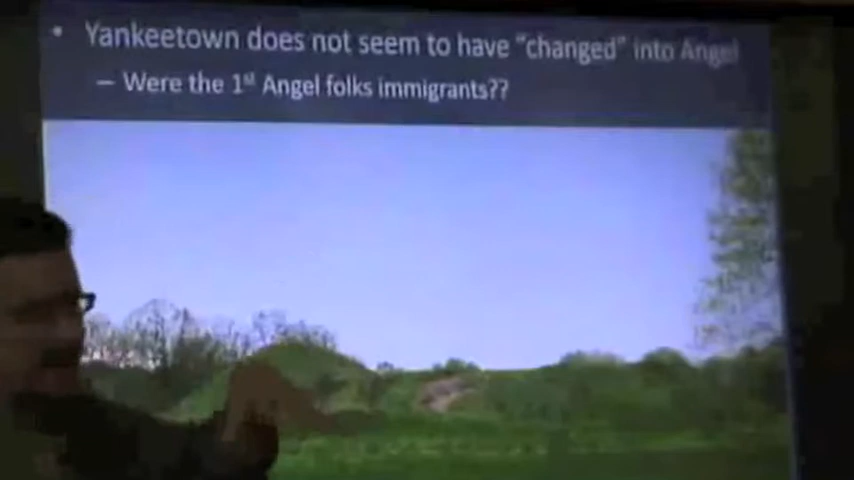 • Yankeetown does not seem to have “changed” into Angel
– Were the 1st Angel folks immigrants??